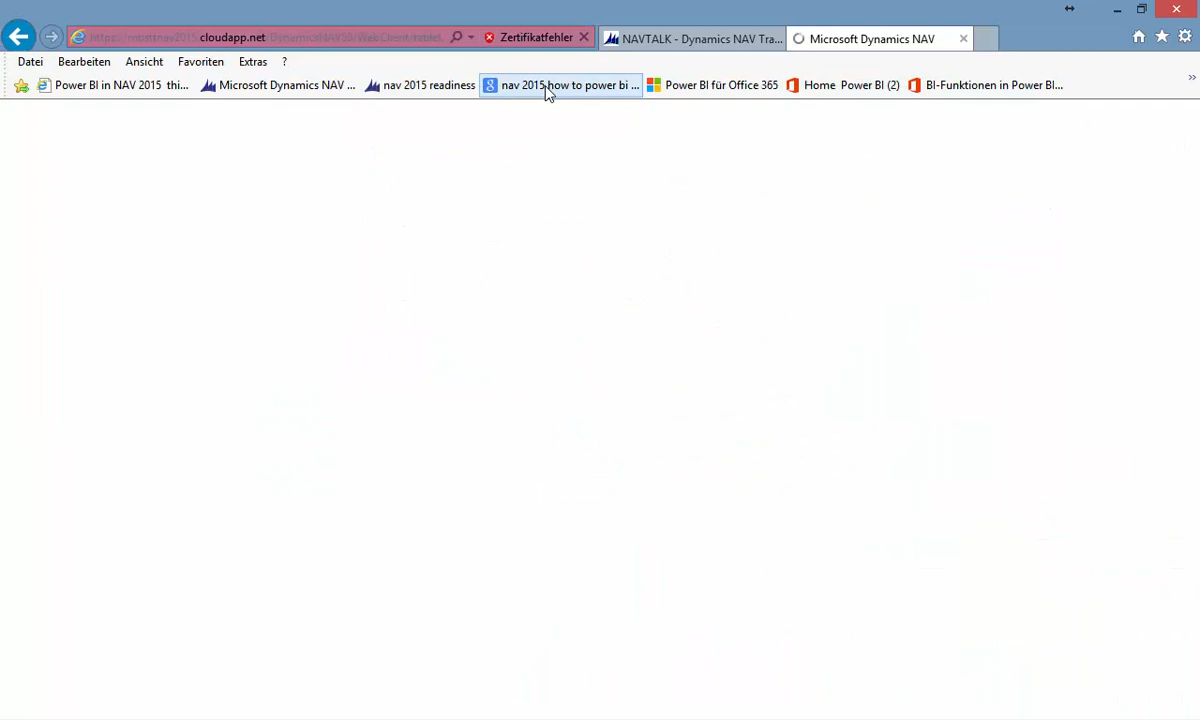 cloudapp.net
Zertifikatfehler
NAVTALK - Dynamics NAV Tra...
Microsoft Dynamics NAV
Datei Bearbeiten Ansicht Favoriten Extras ?
Power BI in NAV 2015 thi... Microsoft Dynamics NAV ... nav 2015 readiness nav 2015 how to power bi ... Power BI für Office 365 Home Power BI (2) BI-Funktionen in Power BI...